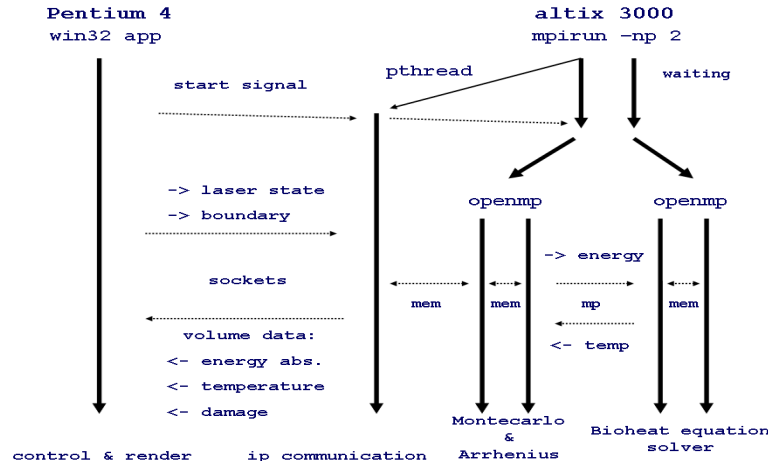 Pentium 4
win32 app
altix 3000
mpirun –np 2
pthread
waiting
start signal
-> laser state
-> boundary
openmp
openmp
-> energy
sockets
mem
mem
mp
mem
<- temp
volume data:
<- energy abs.
<- temperature
<- damage
Montecarlo
&
Arrhenius
Bioheat equation
solver
control & render
ip communication